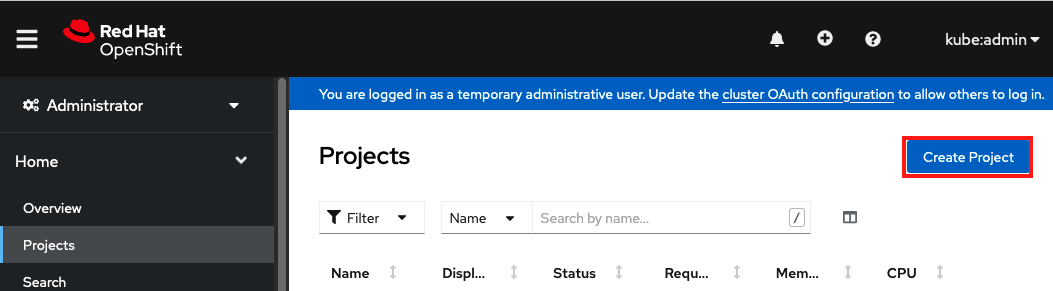 Red Hat
OpenShift
kube:admin
Administrator
You are logged in as a temporary administrative user. Update the cluster OAuth configuration to allow others to log in.
Home
Projects
Create Project
Overview
Filter
Name
Search by name...
/
Projects
Search
Name
Displ...
Status
Requ...
Mem...
CPU